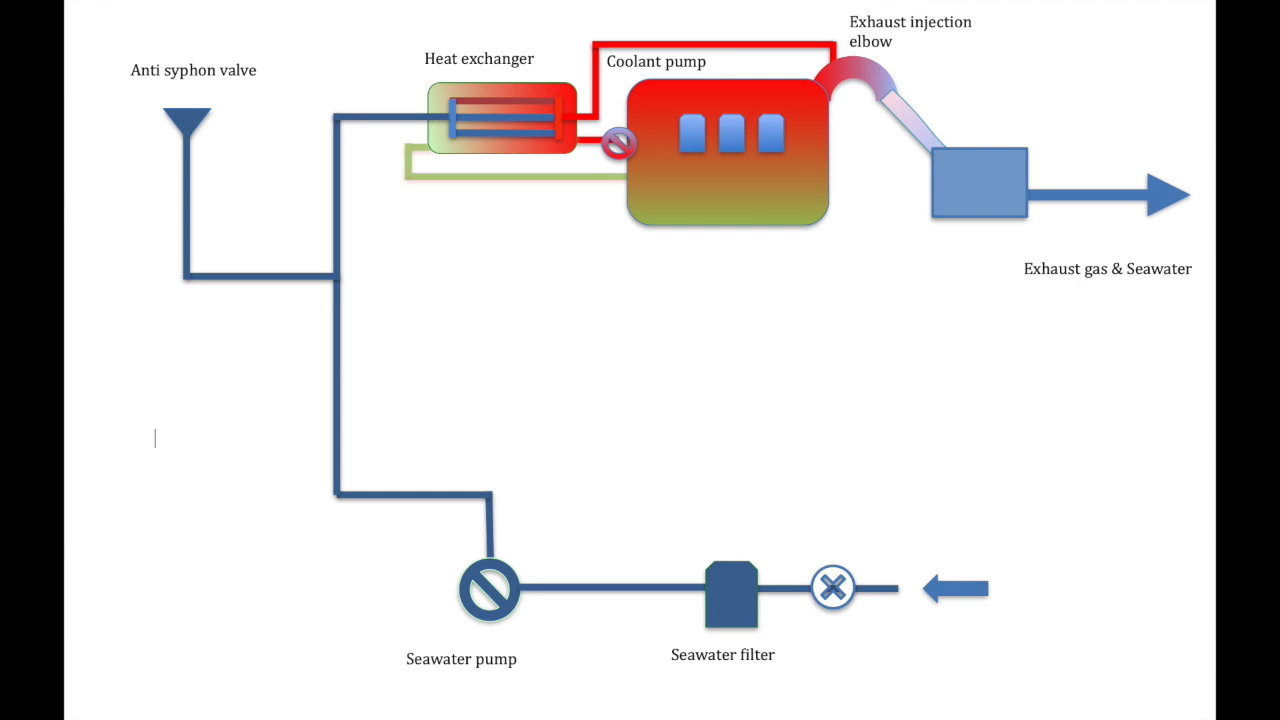 Exhaust injection
elbow
Heat exchanger
Coolant pump
Anti syphon valve
Exhaust gas & Seawater
Seawater pump
Seawater filter